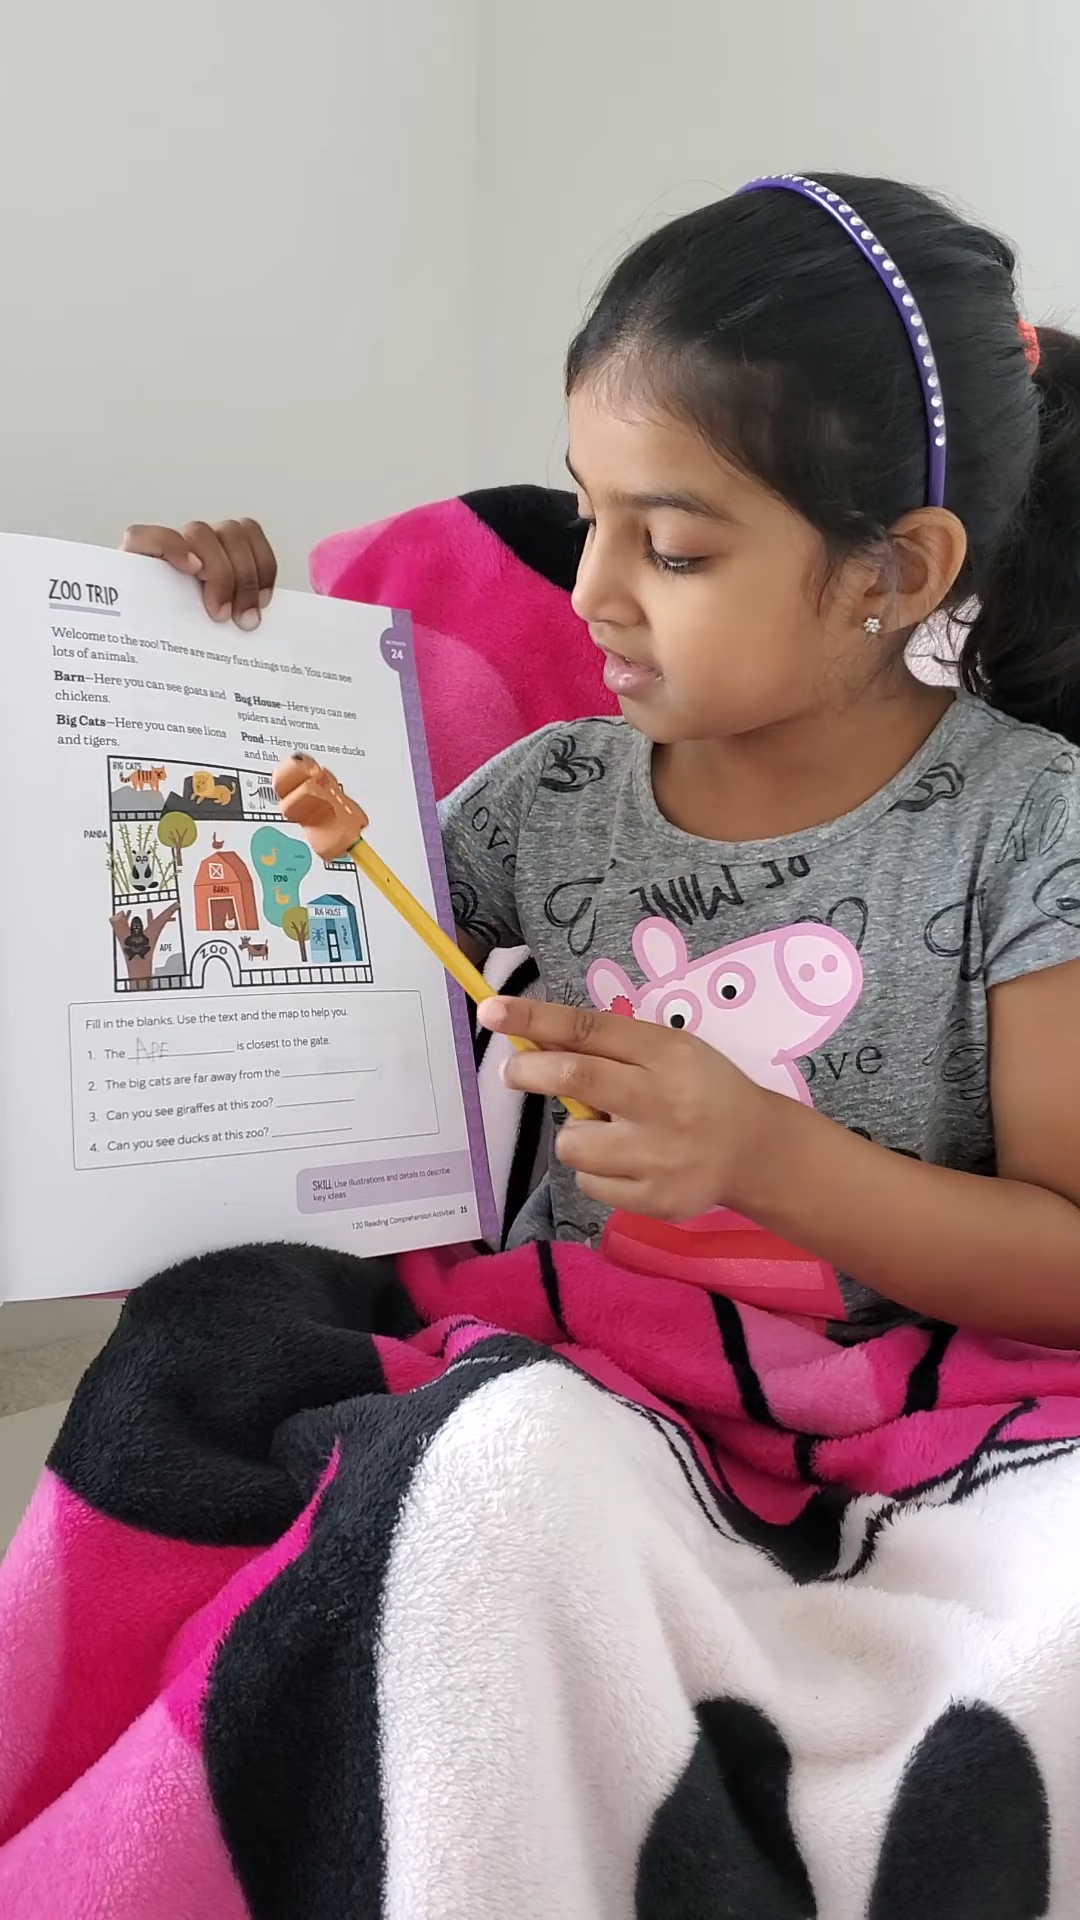 ZOO TRIP
ACTIVITY
24
Welcome to the zoo! There are many fun things to do. You can see
lots of animals.
Barn—Here you can see goats and
chickens.
Big Cats—Here you can see lions
and tigers.
Bug House—Here you can see
spiders and worms.
Pond—Here you can see ducks
and fish.
BIG CATS
PANDA
POND
BARN
BUG HOUSE
APE
ZOO
Fill in the blanks. Use the text and the map to help you.
1. The APE is closest to the gate.
2. The big cats are far away from the
3. Can you see giraffes at this zoo?
4. Can you see ducks at this zoo?
SKILL Use illustrations and details to describe
key ideas
120 Reading Comprehension Activities 25
Love
BE MINE
ove